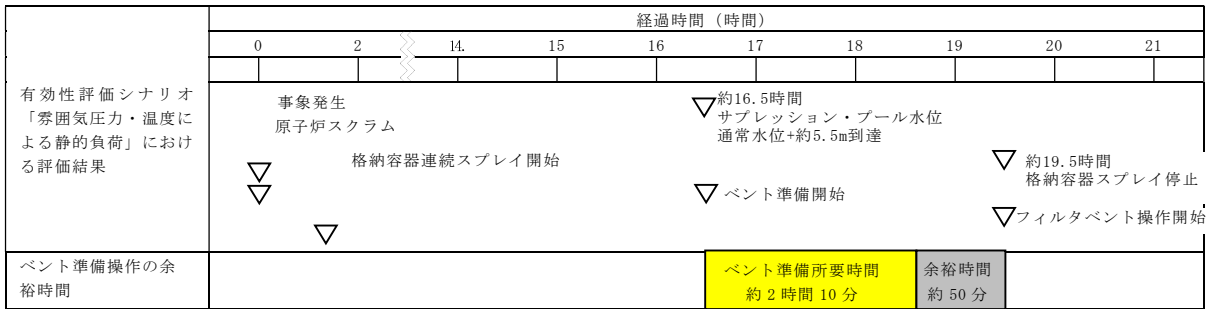 経過時間（時間）
0 2 14. 15 16 17 18 19 20 21
有効性評価シナリオ
「雰囲気圧力・温度に
よる静的負荷」におけ
る評価結果
事象発生
原子炉スクラム
格納容器連続スプレイ開始
約16.5時間
サプレッション・プール水位
通常水位+約5.5m到達
ベント準備開始
約19.5時間
格納容器スプレイ停止
フィルタベント操作開始
ベント準備操作の余
裕時間
ベント準備所要時間
約2時間10分
余裕時間
約50分